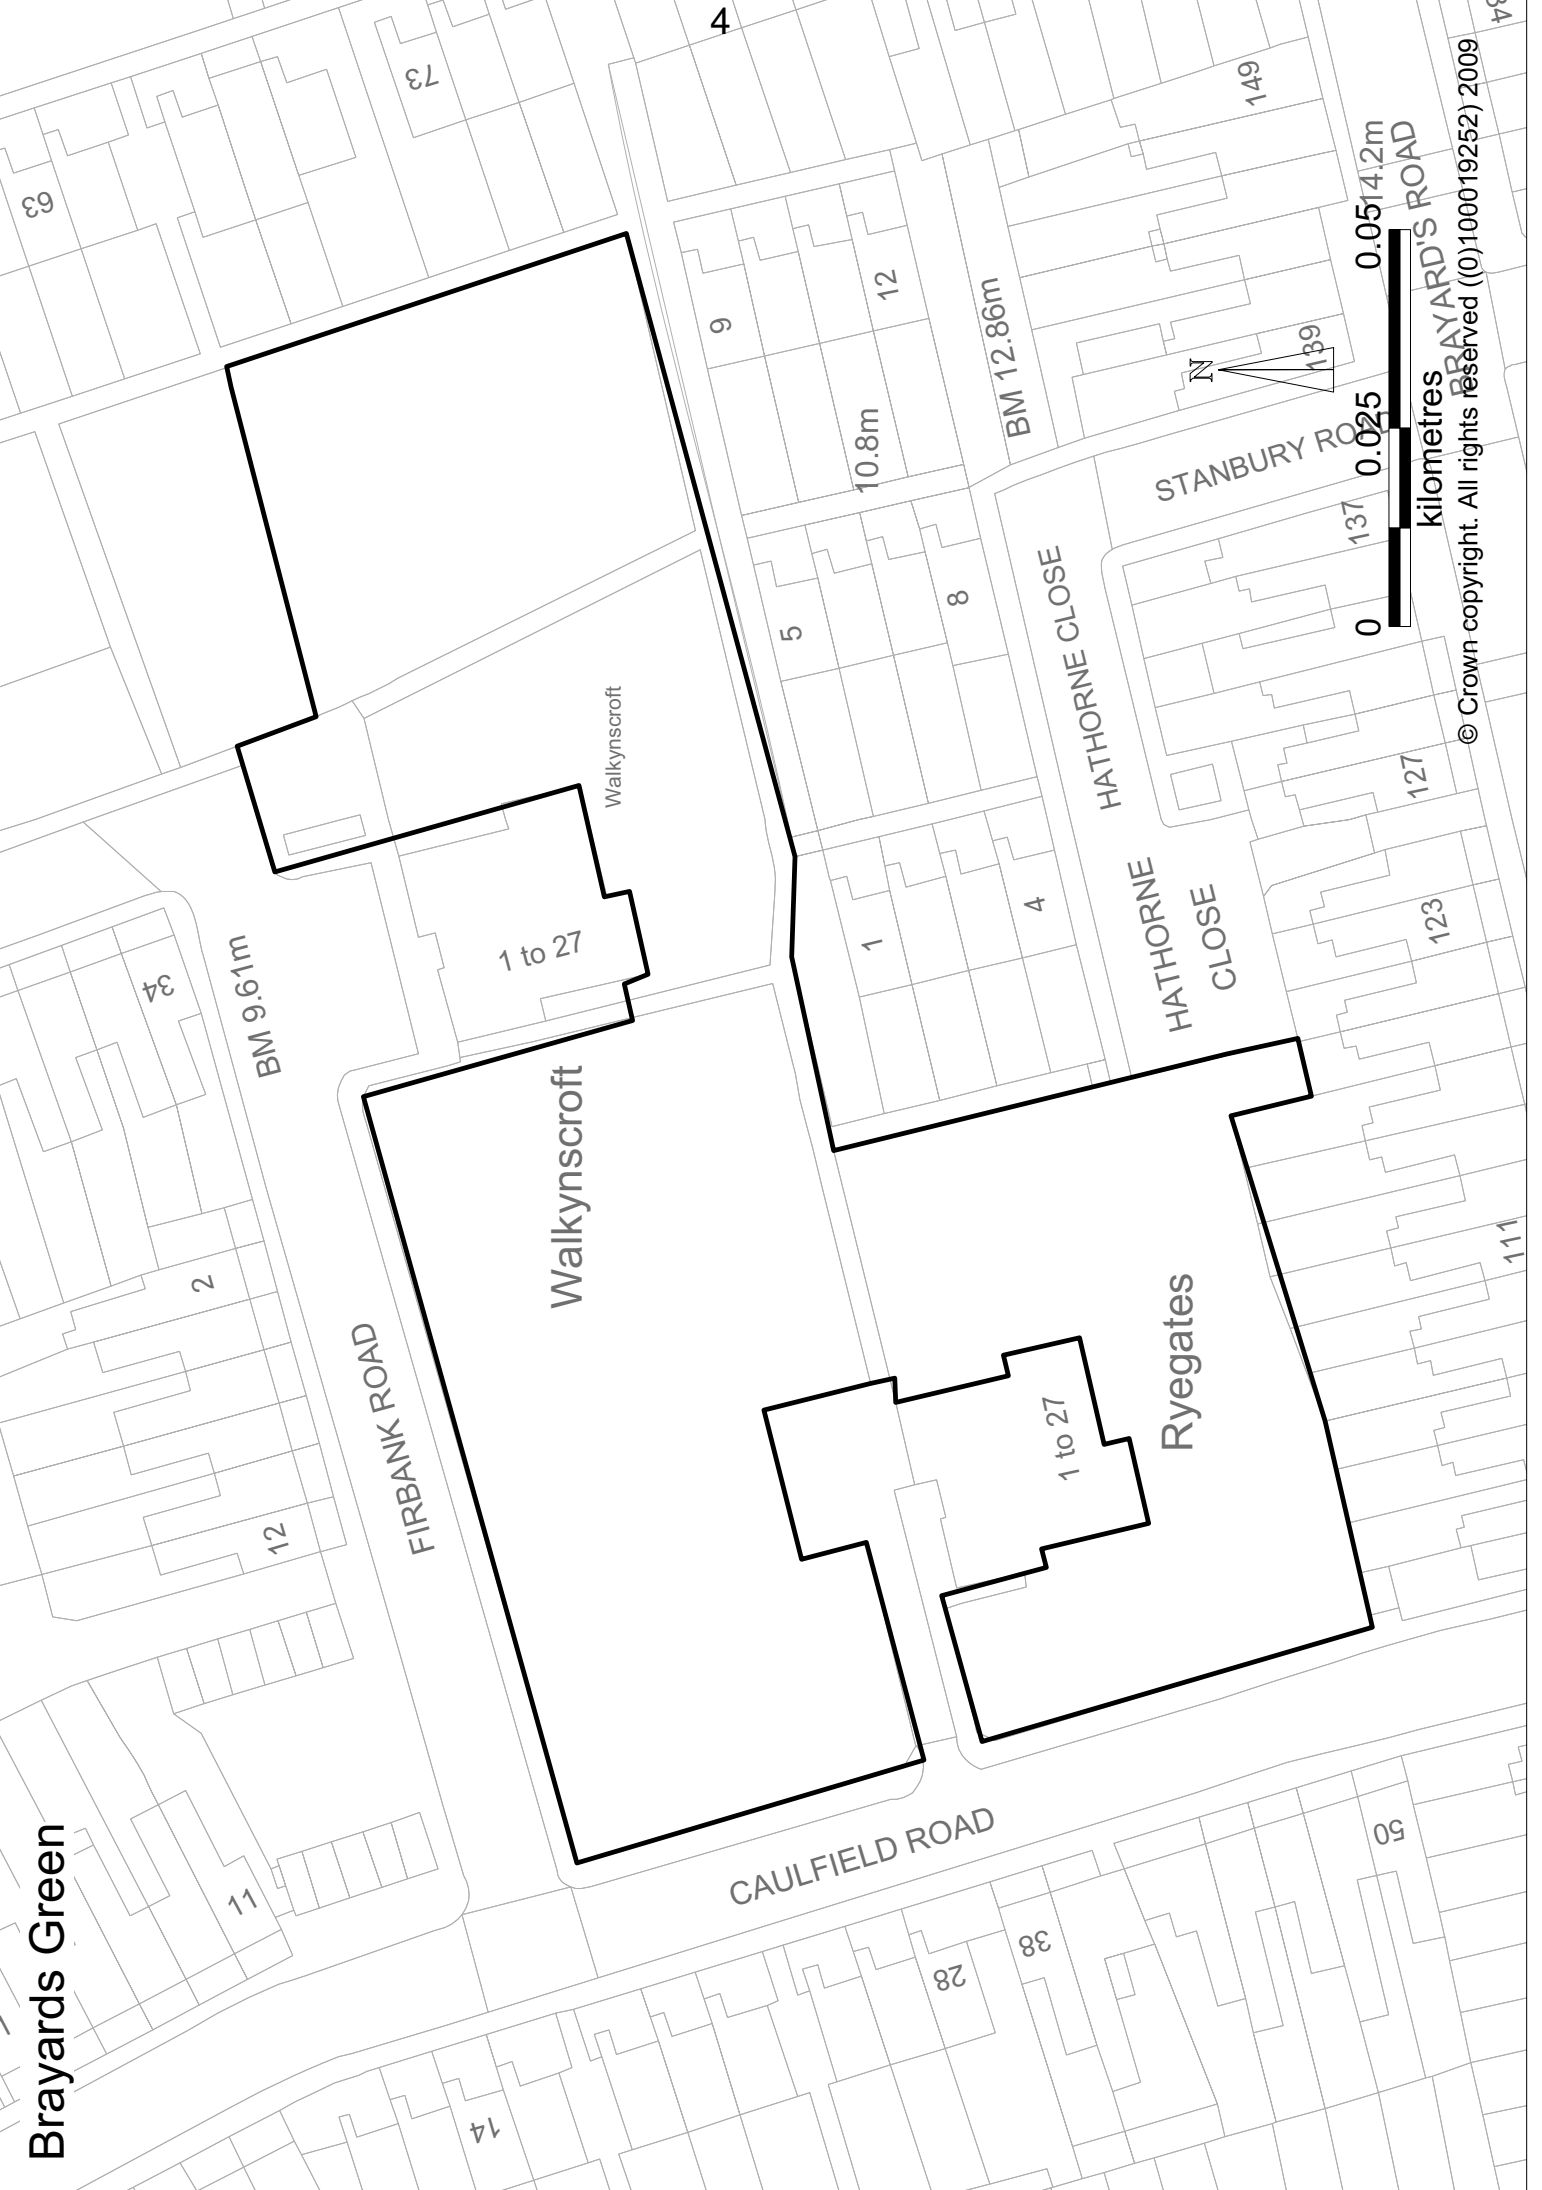 Brayards Green
4
63
73
149
14.2m
BRAYARD'S ROAD
9
12
BM 12.86m
10.8m
139
N
STANBURY ROAD
137
5
8
HATHORNE CLOSE
Walkynscroft
127
1
4
HATHORNE
CLOSE
123
34
BM 9.61m
1 to 27
Walkynscroft
2
12
FIRBANK ROAD
111
Ryegates
1 to 27
11
CAULFIELD ROAD
14
28
38
50
0
0.025
0.05
kilometres
© Crown copyright. All rights reserved ((0)100019252) 2009